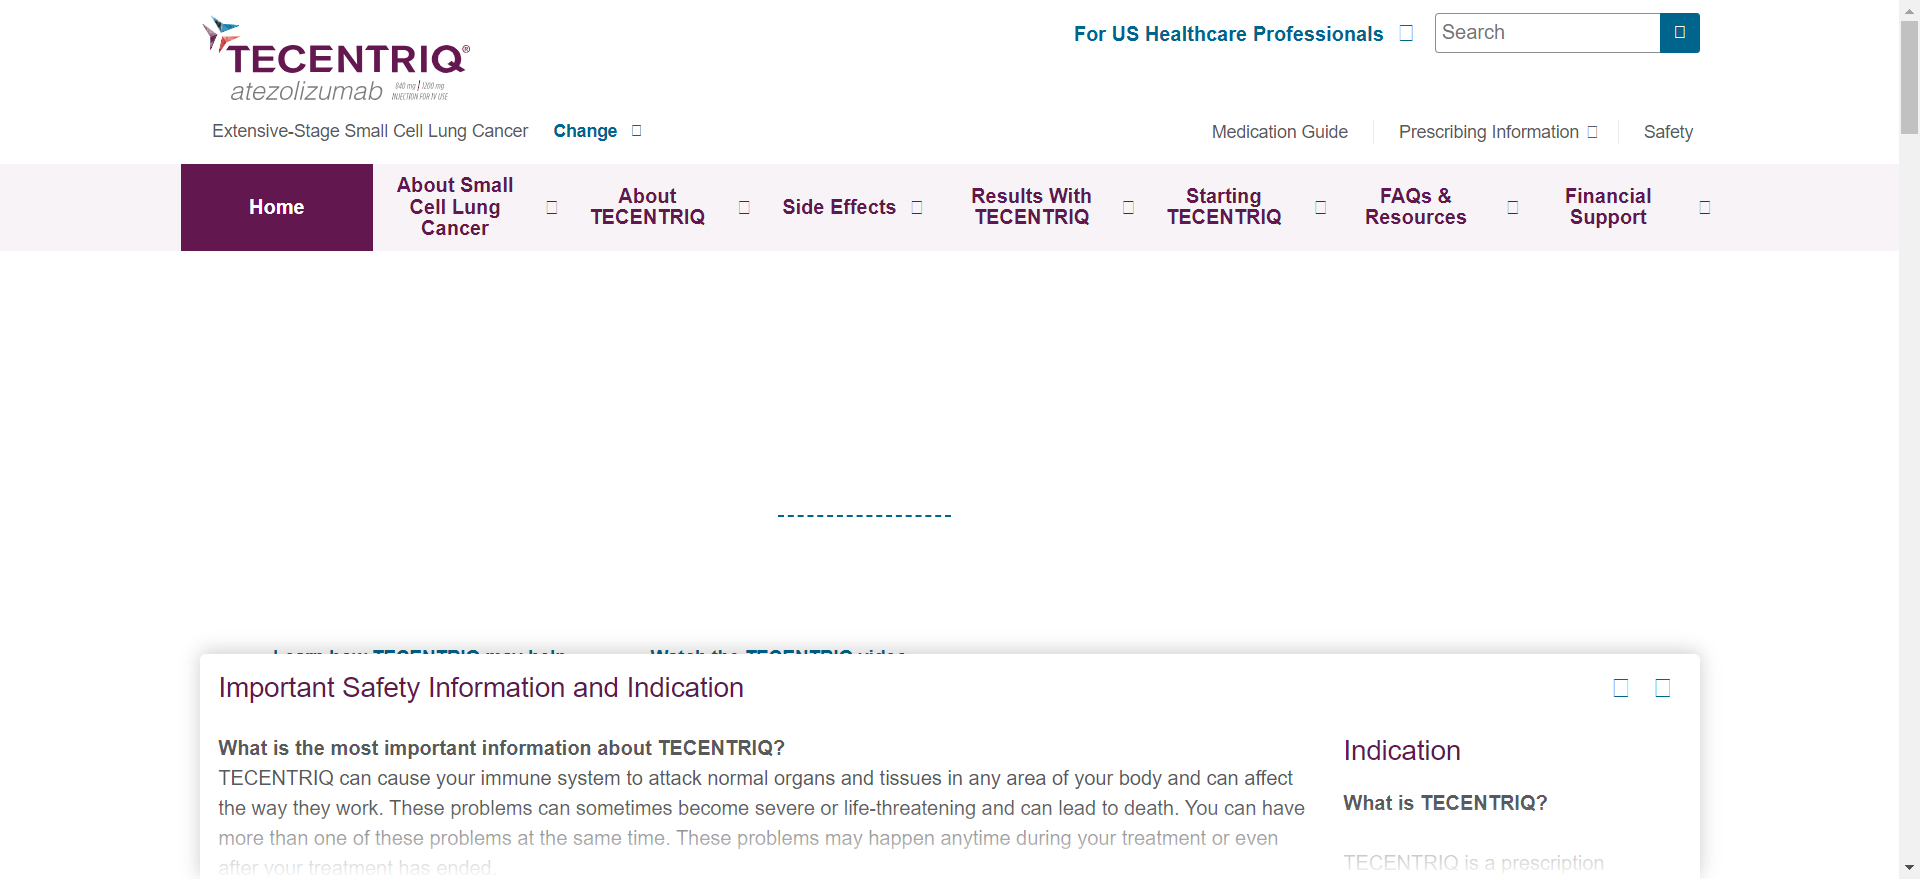 For US Healthcare Professionals
Search
TECENTRIQ®
atezolizumab
840 mg | 1200 mg
INJECTION FOR IV USE
Extensive-Stage Small Cell Lung Cancer Change
Medication Guide Prescribing Information Safety
Home
About Small
Cell Lung
Cancer
About
TECENTRIQ
Side Effects
Results With
TECENTRIQ
Starting
TECENTRIQ
FAQs &
Resources
Financial
Support
Learn how TECENTRIQ may help
Watch the TECENTRIQ video
Important Safety Information and Indication
What is the most important information about TECENTRIQ?
TECENTRIQ can cause your immune system to attack normal organs and tissues in any area of your body and can affect
the way they work. These problems can sometimes become severe or life-threatening and can lead to death. You can have
more than one of these problems at the same time. These problems may happen anytime during your treatment or even
after your treatment has ended.
Indication
What is TECENTRIQ?
TECENTRIQ is a prescription